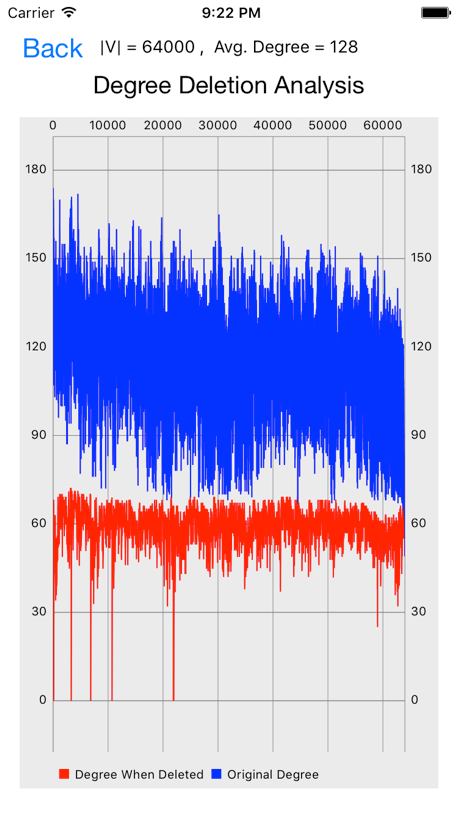 Carrier 9:22 PM
Back |V| = 64000 , Avg. Degree = 128
Degree Deletion Analysis
0 10000 20000 30000 40000 50000 60000
180 180
150 150
120 120
90 90
60 60
30 30
0 0
Degree When Deleted Original Degree